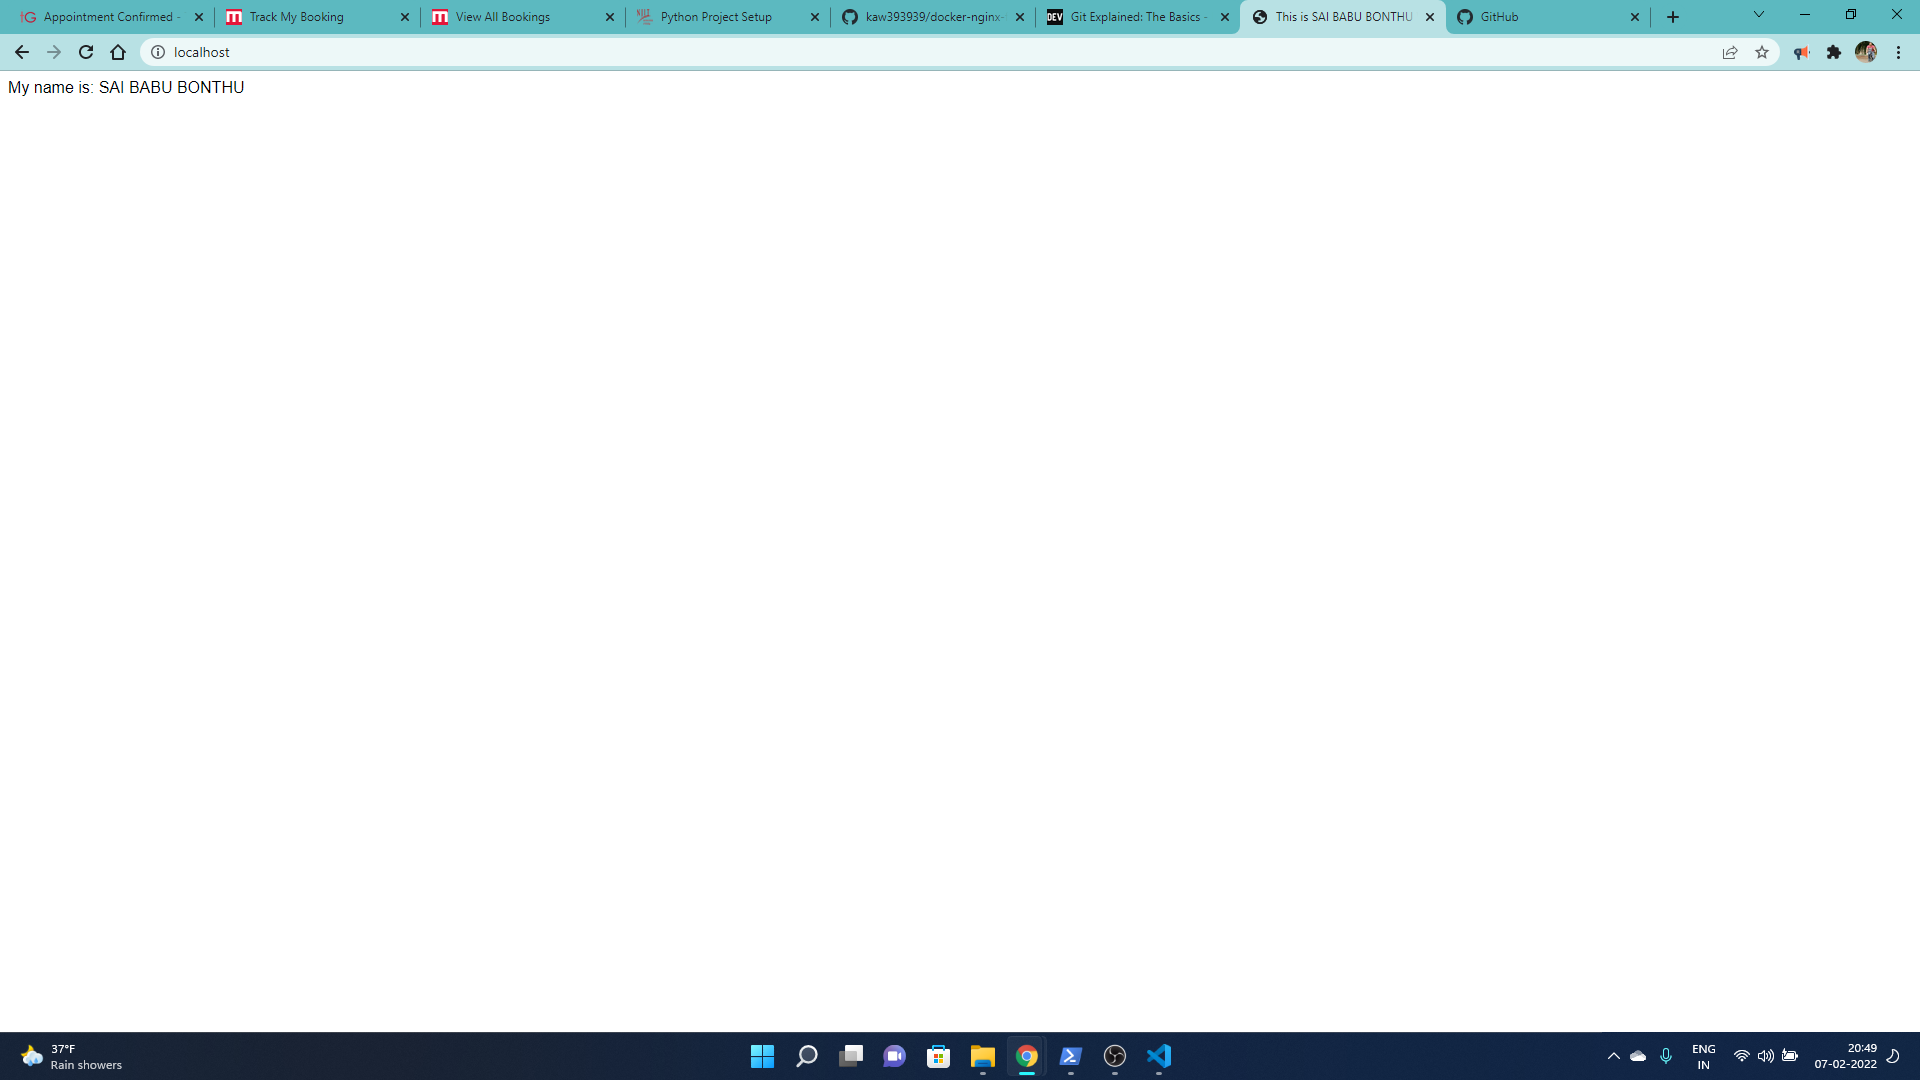 Appointment Confirmed -
Track My Booking
View All Bookings
Python Project Setup
kaw393939/docker-nginx-
Git Explained: The Basics -
This is SAI BABU BONTHU
GitHub
localhost
My name is: SAI BABU BONTHU
37°F
Rain showers
ENG
IN
20:49
07-02-2022